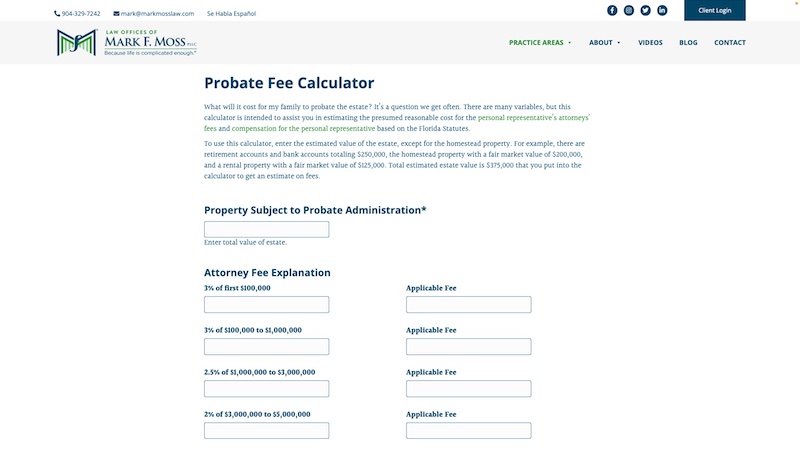 904-329-7242 mark@markmosslaw.com Se Habla Español Client Login
LAW OFFICES OF
MARK F. MOSS PLLC
Because life is complicated enough.®
PRACTICE AREAS ABOUT VIDEOS BLOG CONTACT
Probate Fee Calculator
What will it cost for my family to probate the estate? It's a question we get often. There are many variables, but this
calculator is intended to assist you in estimating the presumed reasonable cost for the personal representative's attorneys'
fees and compensation for the personal representative based on the Florida Statutes.
To use this calculator, enter the estimated value of the estate, except for the homestead property. For example, there are
retirement accounts and bank accounts totaling $250,000, the homestead property with a fair market value of $200,000,
and a rental property with a fair market value of $125,000. Total estimated estate value is $375,000 that you put into the
calculator to get an estimate on fees.
Property Subject to Probate Administration*
Enter total value of estate.
Attorney Fee Explanation
3% of first $100,000 Applicable Fee
3% of $100,000 to $1,000,000 Applicable Fee
2.5% of $1,000,000 to $3,000,000 Applicable Fee
2% of $3,000,000 to $5,000,000 Applicable Fee